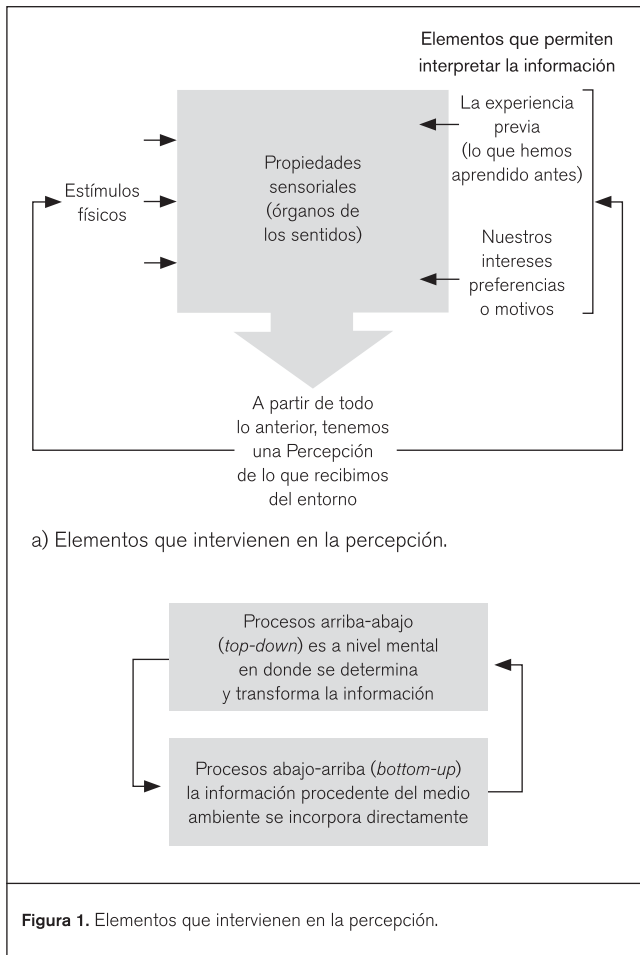 Elementos que permiten
interpretar la información
La experiencia
previa
(lo que hemos
aprendido antes)
Propiedades
sensoriales
(órganos de
los sentidos)
Estímulos
físicos
Nuestros
intereses
preferencias
o motivos
A partir de todo
lo anterior, tenemos
una Percepción
de lo que recibimos
del entorno
a) Elementos que intervienen en la percepción.
Procesos arriba-abajo
(top-down) es a nivel mental
en donde se determina
y transforma la información
Procesos abajo-arriba (bottom-up)
la información procedente del medio
ambiente se incorpora directamente
Figura 1. Elementos que intervienen en la percepción.